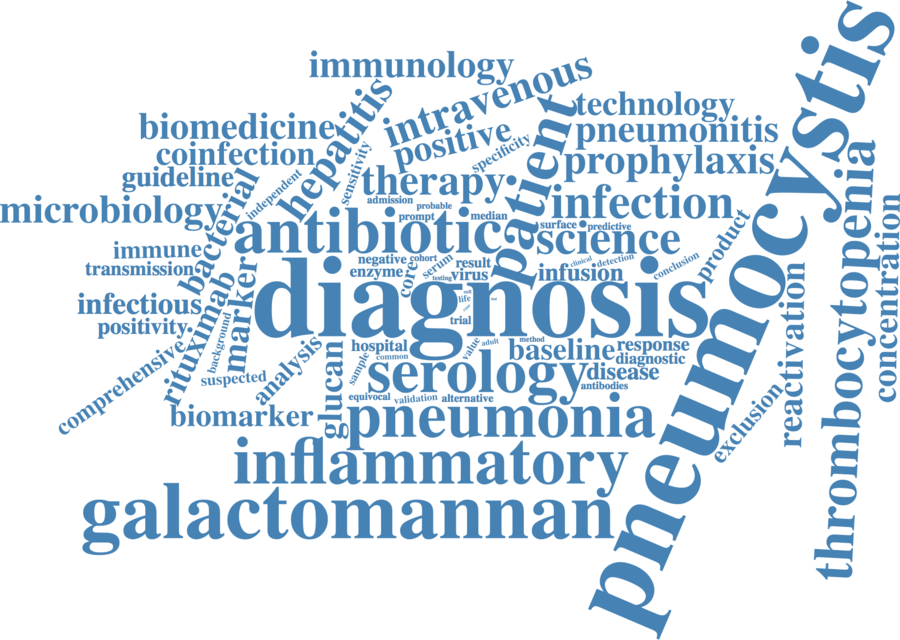 immunology
intravenous
hepatitis
pneumocystis
technology
biomedicine
positive
patient
pneumonitis
coinfection
sensitivity
specificity
prophylaxis
guideline
independent
therapy
thrombocytopenia
microbiology
bacterial
admission
probable
infection
prompt
median
antibiotic
surface
predictive
science
product
concentration
immune
negative
cohort
serum
result
clinical
detection
conclusion
transmission
core
enzyme
testing
virus
infusion
rituximab
marker
diagnosis
infectious
life
reactivation
positivity
background
trial
comprehensive
analysis
hospital
value
adult
method
baseline
response
common
diagnostic
suspected
glucan
sample
serology
disease
antibodies
exclusion
biomarker
equivocal
validation
alternative
pneumonia
inflammatory
galactomannan